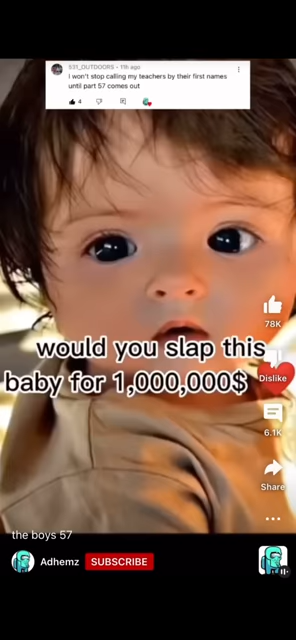 S31_OUTDOORS • 11h ago
I won't stop calling my teachers by their first names
until part 57 comes out
4
would you slap this
baby for 1,000,000$
78K
Dislike
6.1K
Share
the boys 57
Adhemz SUBSCRIBE